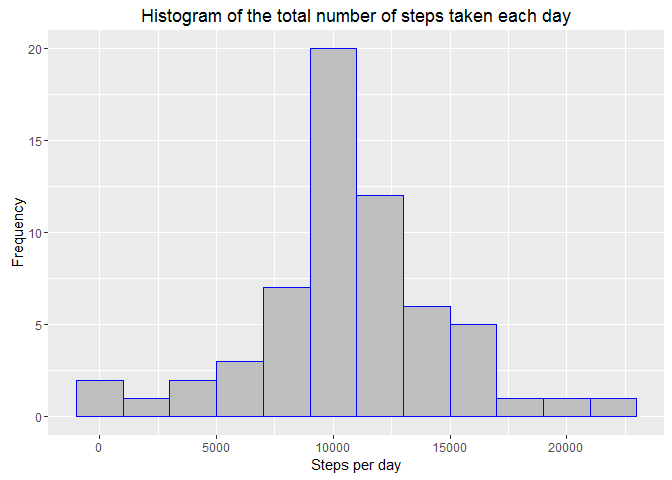 Histogram of the total number of steps taken each day
20
15
10
5
0
Frequency
0 5000 10000 15000 20000
Steps per day